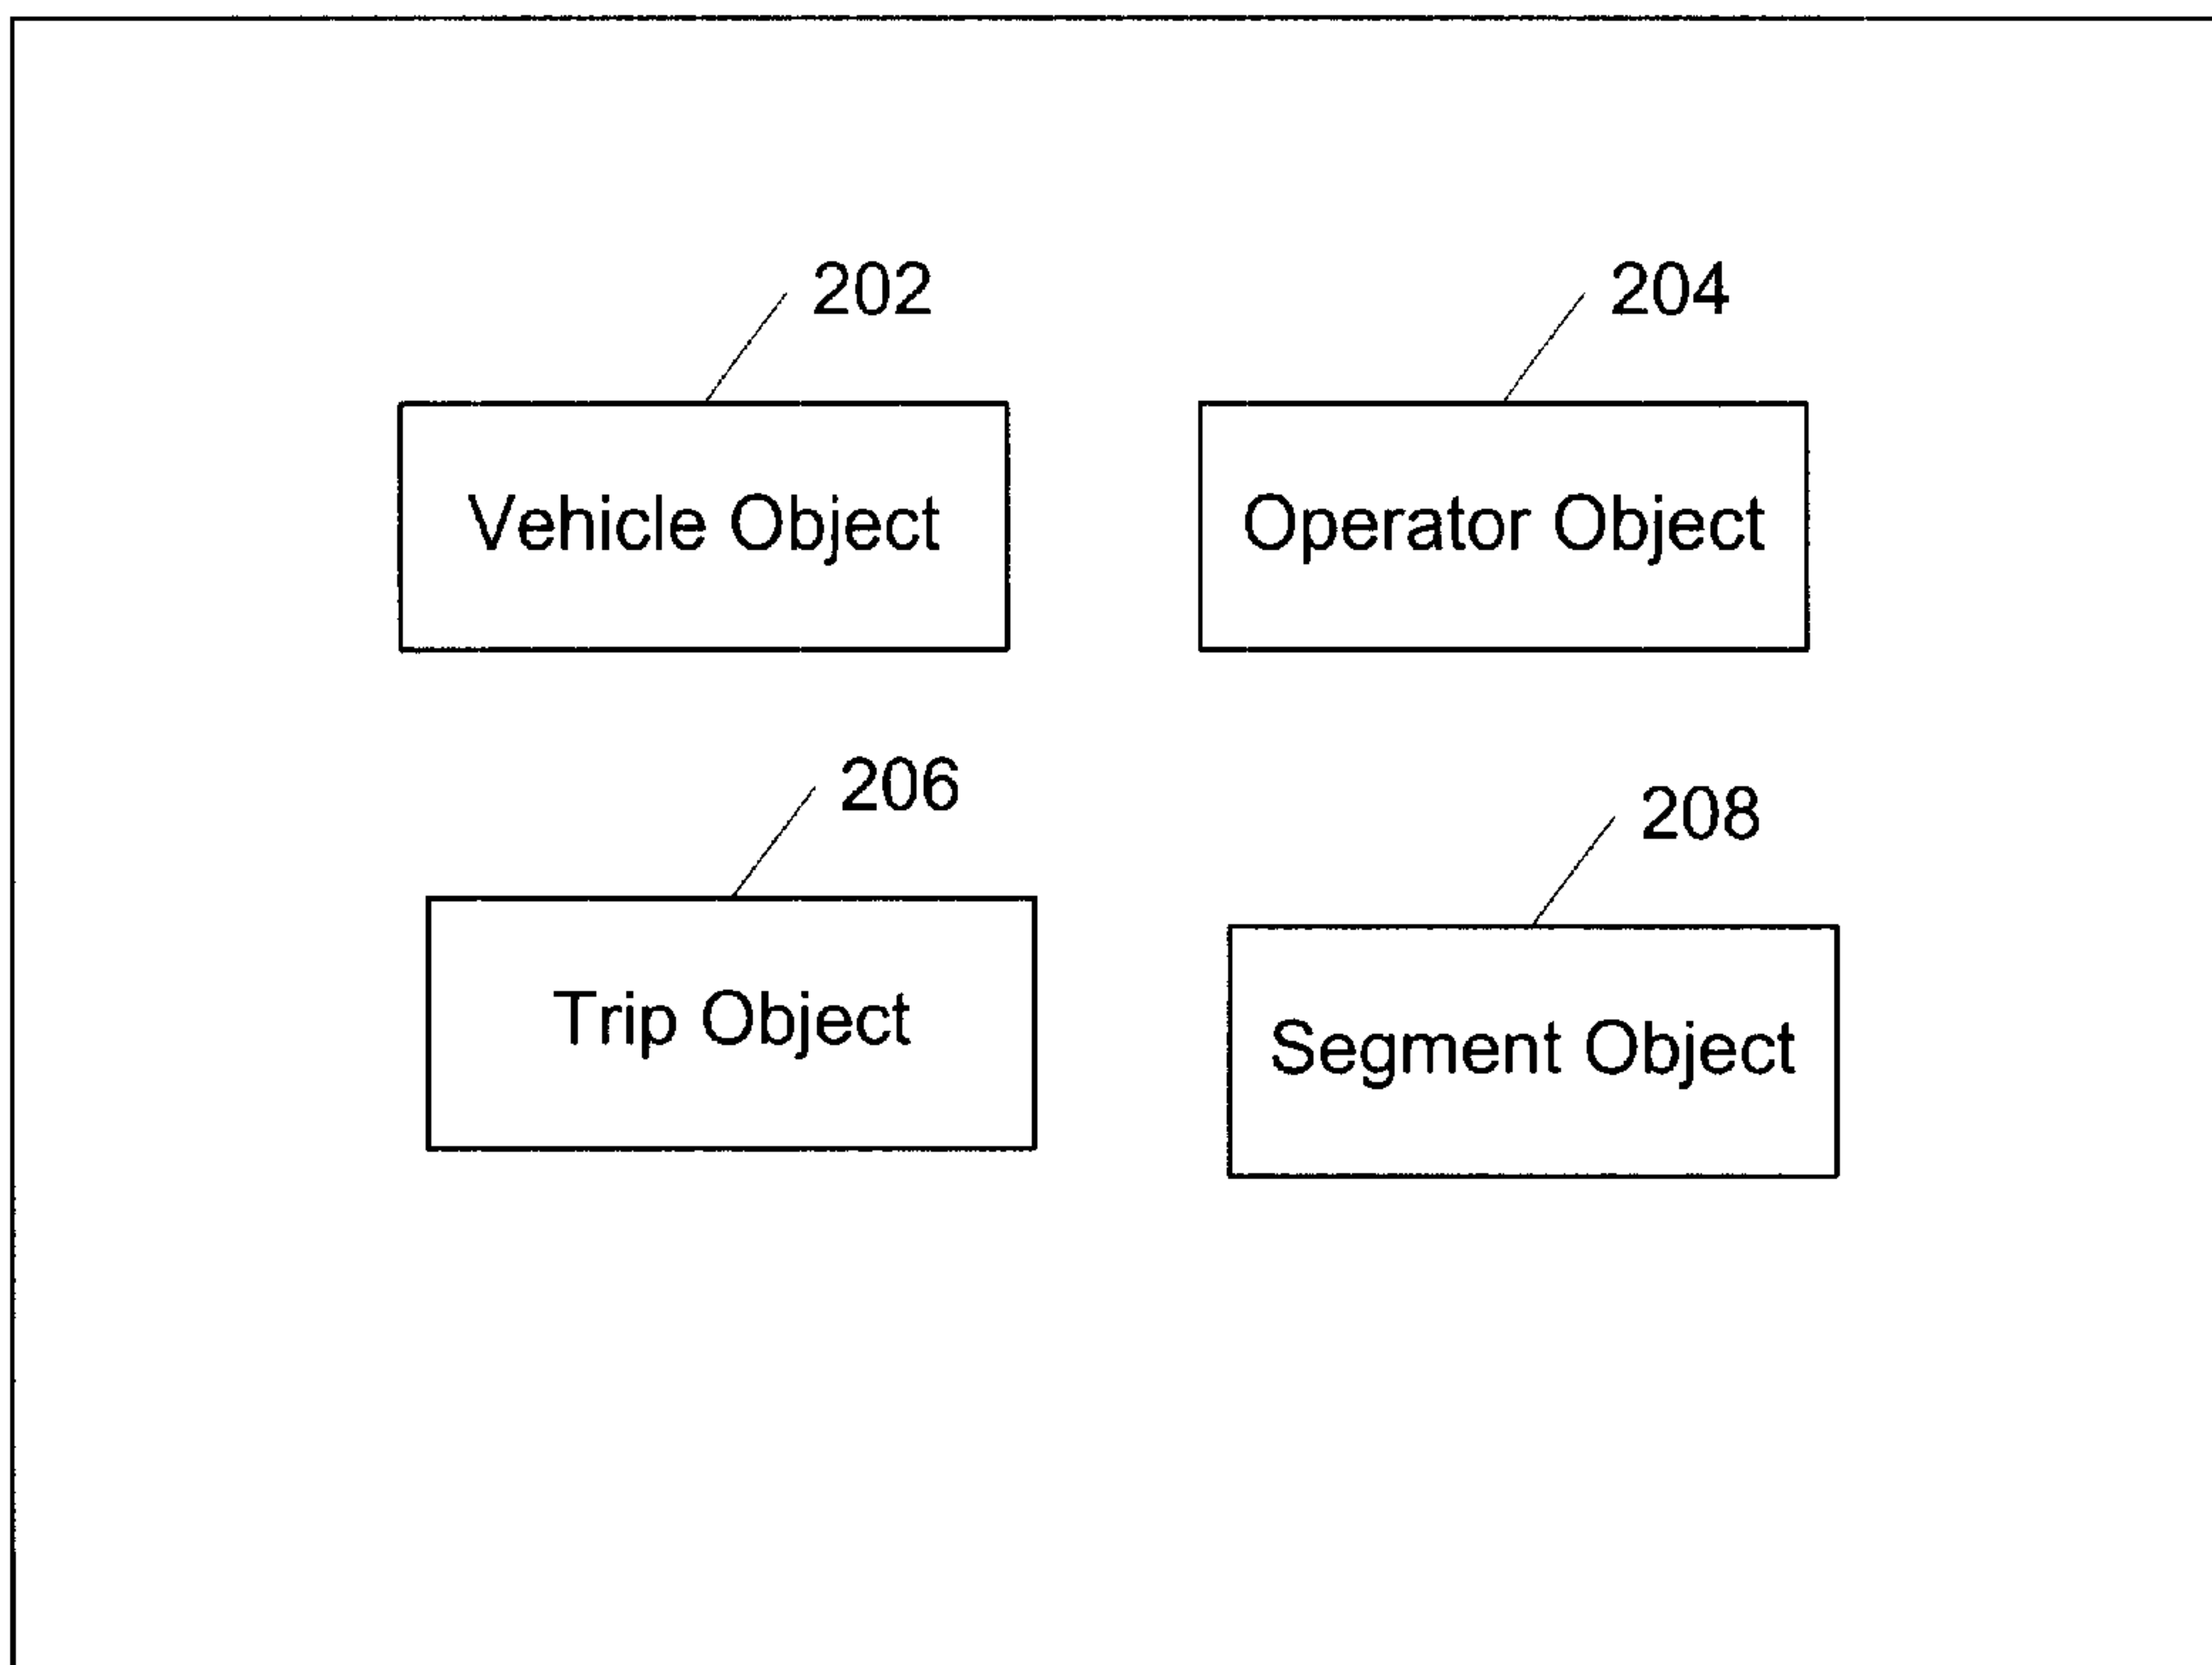 202
204
Vehicle Object
Operator Object
206
208
Trip Object
Segment Object